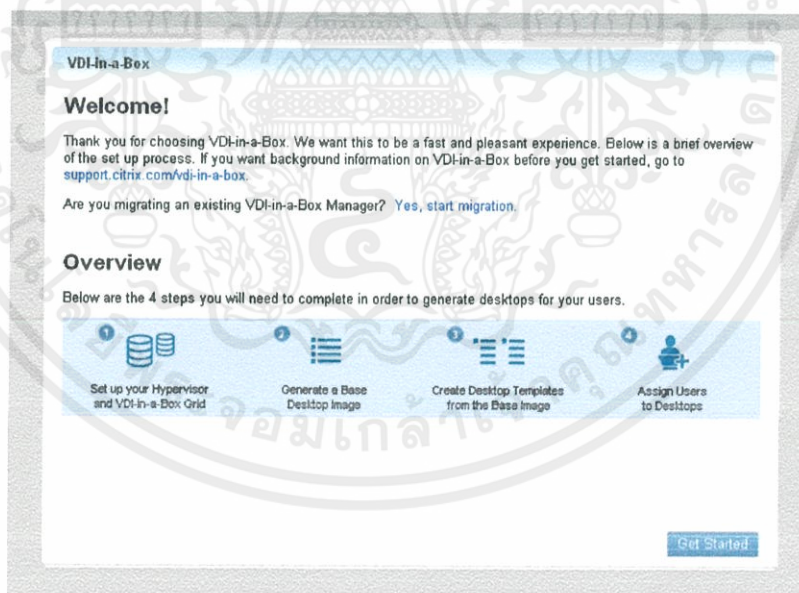 VDI-in-a-Box
Welcome!
Thank you for choosing VDI-in-a-Box. We want this to be a fast and pleasant experience. Below is a brief overview
of the set up process. If you want background information on VDI-in-a-Box before you get started, go to
support.citrix.com/vdi-in-a-box.
Are you migrating an existing VDI-in-a-Box Manager? Yes, start migration.
Overview
Below are the 4 steps you will need to complete in order to generate desktops for your users.
1
Set up your Hypervisor
and VDI-in-a-Box Grid
2
Generate a Base
Desktop Image
3
Create Desktop Templates
from the Base Image
4
Assign Users
to Desktops
Get Started